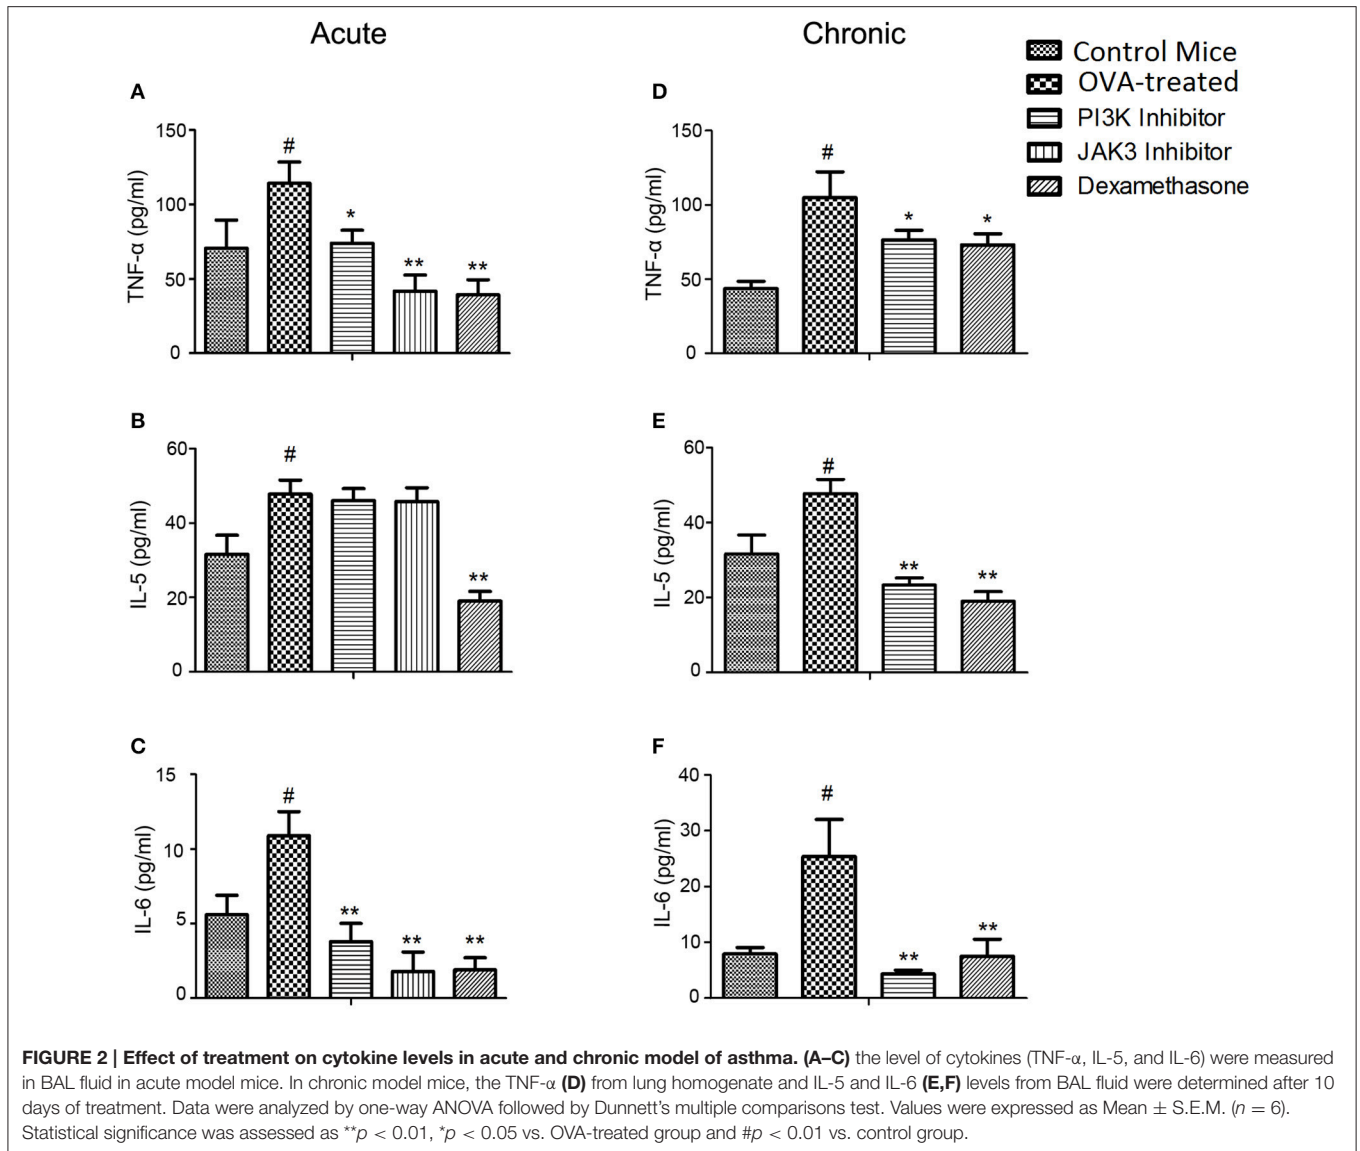 Acute
Chronic
Control Mice
OVA-treated
PI3K Inhibitor
JAK3 Inhibitor
Dexamethasone
A
TNF-α (pg/ml)
150
100
50
0
#
*
**
**
D
TNF-α (pg/ml)
150
100
50
0
#
*
*
B
IL-5 (pg/ml)
60
40
20
0
#
**
E
IL-5 (pg/ml)
60
40
20
0
#
**
**
C
IL-6 (pg/ml)
15
10
5
0
#
**
**
**
F
IL-6 (pg/ml)
40
30
20
10
0
#
**
**
FIGURE 2 | Effect of treatment on cytokine levels in acute and chronic model of asthma. (A–C) the level of cytokines (TNF-α, IL-5, and IL-6) were measured
in BAL fluid in acute model mice. In chronic model mice, the TNF-α (D) from lung homogenate and IL-5 and IL-6 (E,F) levels from BAL fluid were determined after 10
days of treatment. Data were analyzed by one-way ANOVA followed by Dunnett's multiple comparisons test. Values were expressed as Mean ± S.E.M. (n = 6).
Statistical significance was assessed as **p < 0.01, *p < 0.05 vs. OVA-treated group and #p < 0.01 vs. control group.